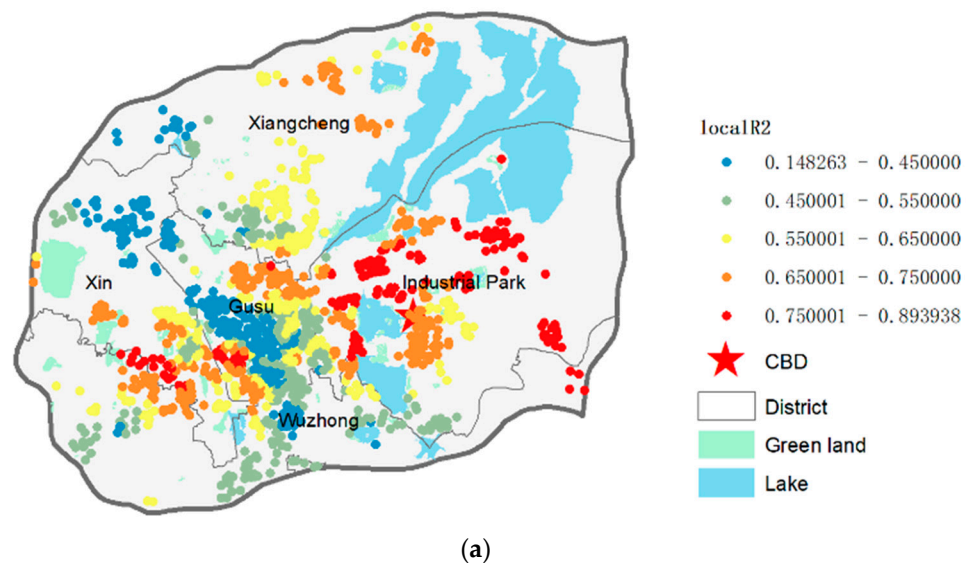 Xiangcheng
Xin
Gusu
Industrial Park
Wuzhong
localR2
0.148263 - 0.450000
0.450001 - 0.550000
0.550001 - 0.650000
0.650001 - 0.750000
0.750001 - 0.893938
CBD
District
Green land
Lake
(a)